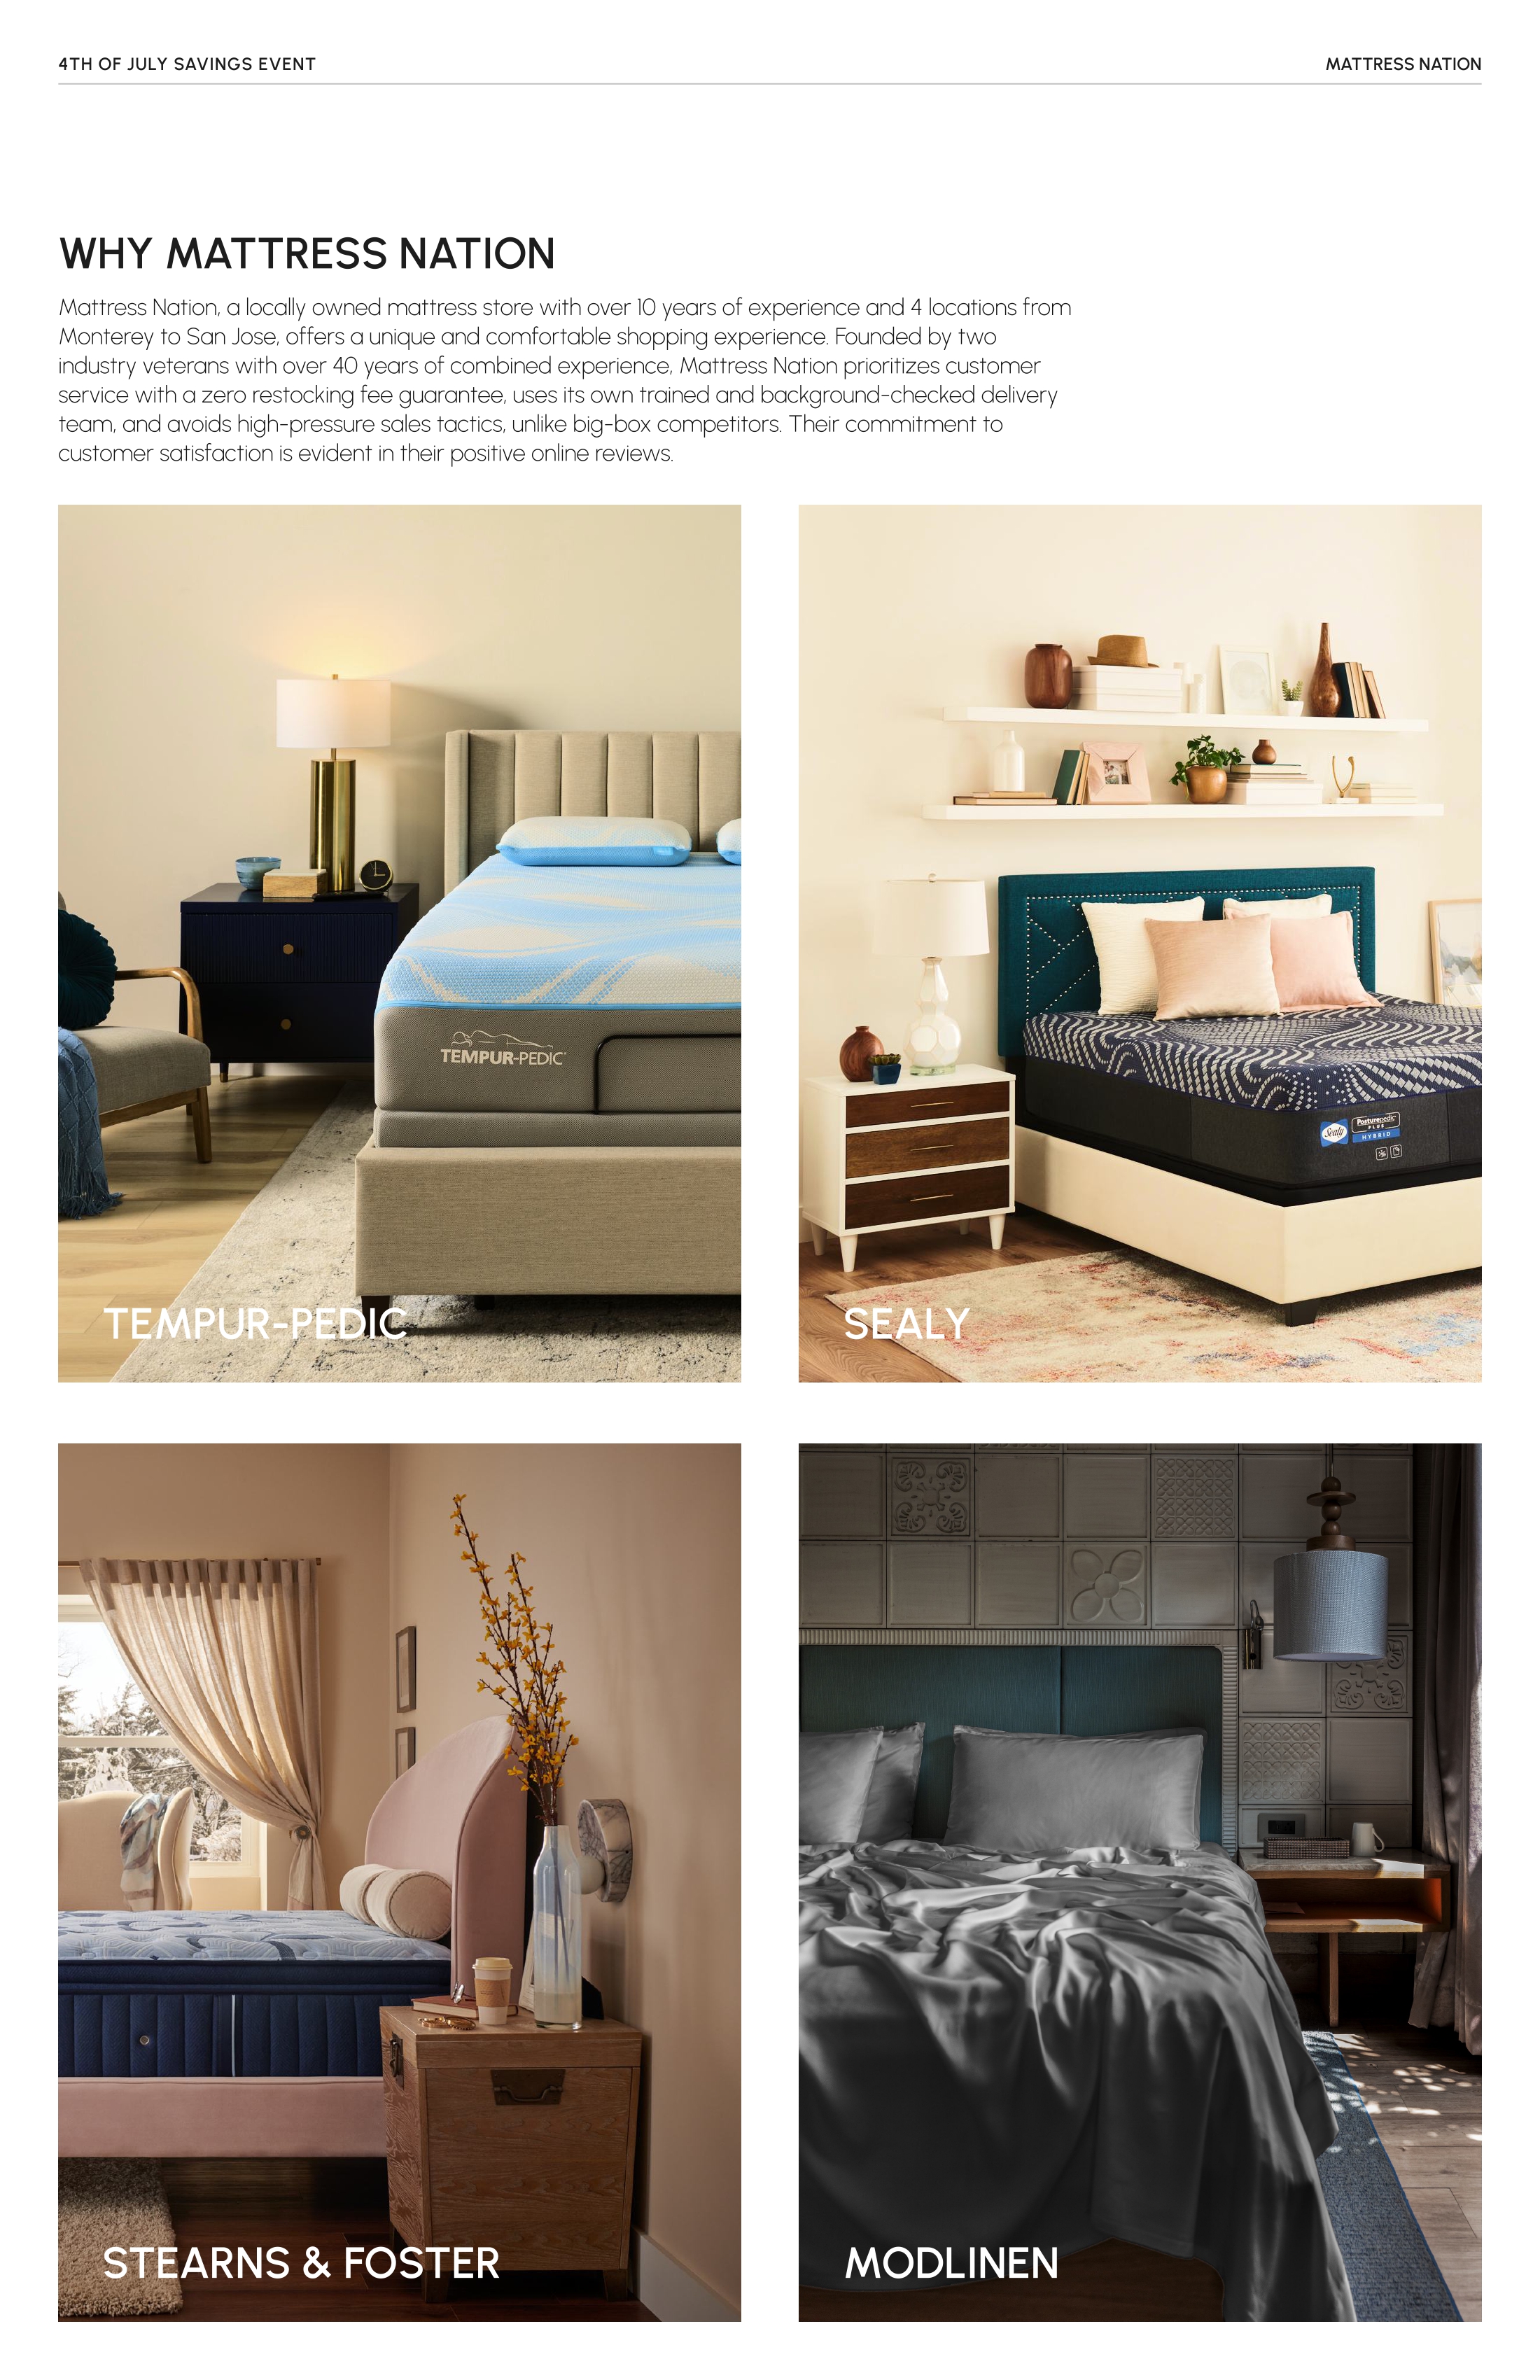 4TH OF JULY SAVINGS EVENT
MATTRESS NATION
WHY MATTRESS NATION
Mattress Nation, a locally owned mattress store with over 10 years of experience and 4 locations from
Monterey to San Jose, offers a unique and comfortable shopping experience. Founded by two
industry veterans with over 40 years of combined experience, Mattress Nation prioritizes customer
service with a zero restocking fee guarantee, uses its own trained and background-checked delivery
team, and avoids high-pressure sales tactics, unlike big-box competitors. Their commitment to
customer satisfaction is evident in their positive online reviews.
TEMPUR-PEDIC
TEMPUR-PEDIC
Sealy
Posturepedic
PLUS
HYBRID
SEALY
STEARNS & FOSTER
MODLINEN